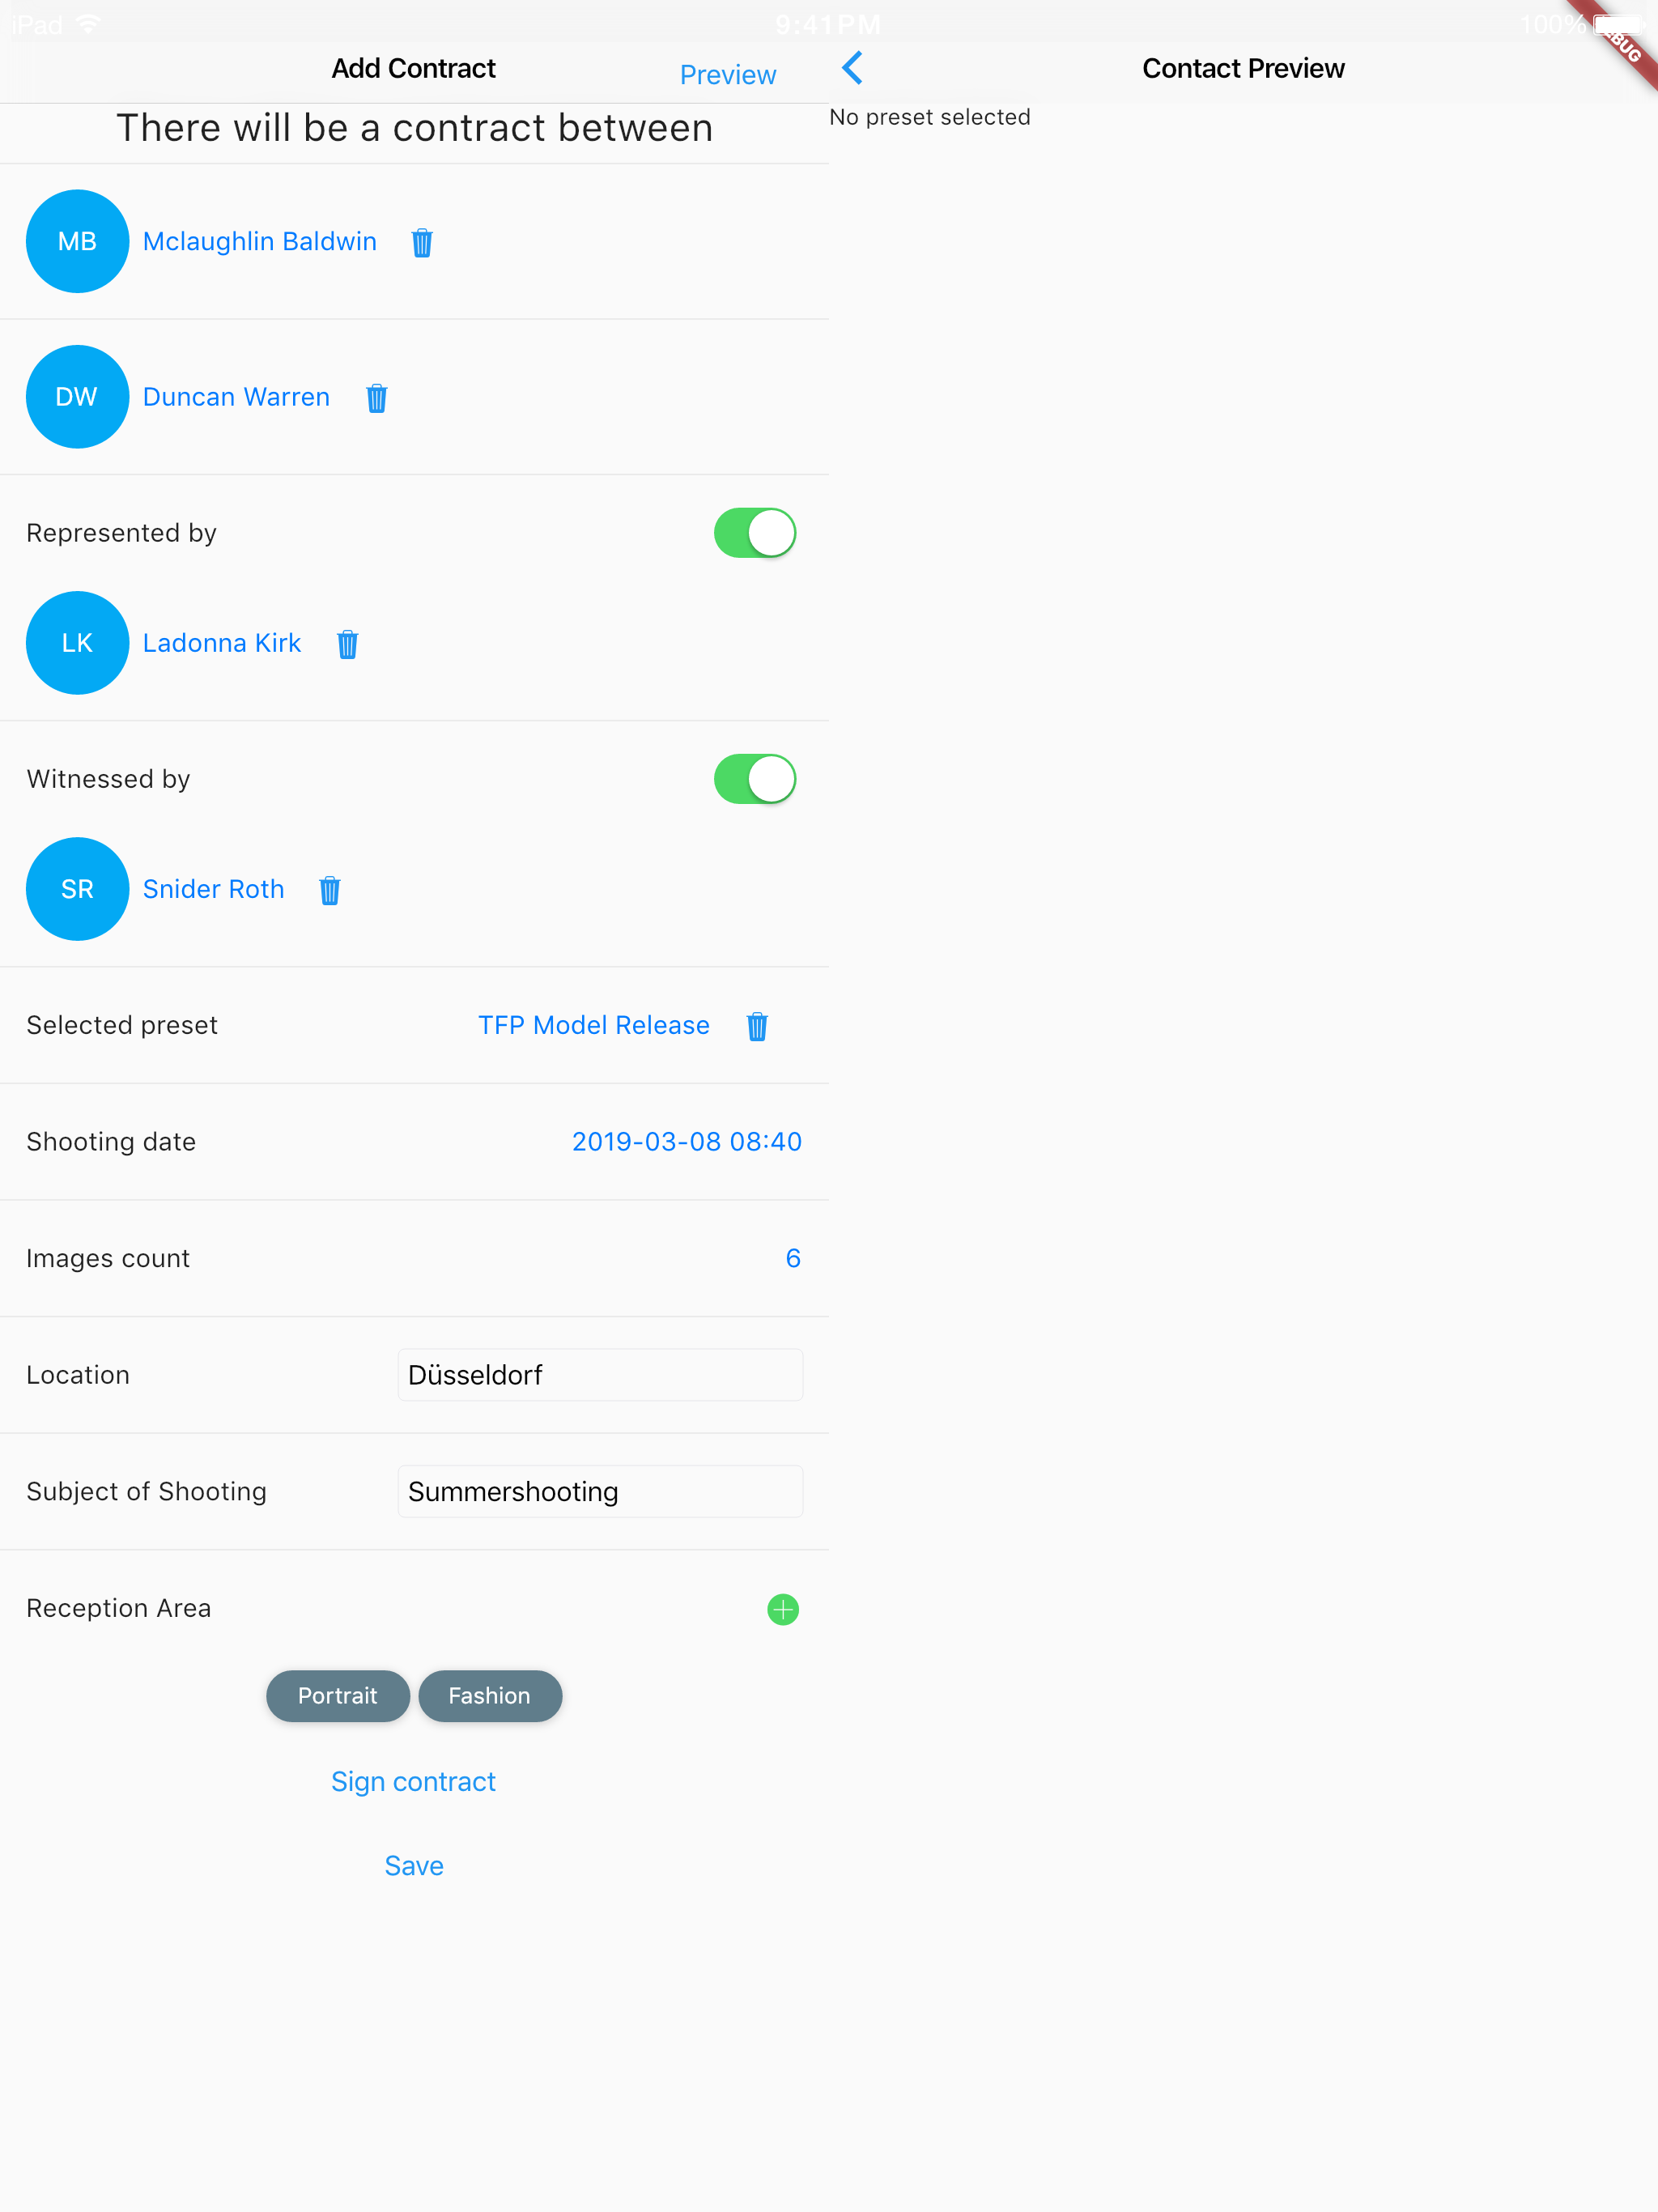 iPad 9:41 PM 100%
Add Contract Preview
There will be a contract between
MB Mclaughlin Baldwin
DW Duncan Warren
Represented by
LK Ladonna Kirk
Witnessed by
SR Snider Roth
Selected preset TFP Model Release
Shooting date 2019-03-08 08:40
Images count 6
Location Düsseldorf
Subject of Shooting Summershooting
Reception Area
Portrait Fashion
Sign contract
Save
Contact Preview
No preset selected